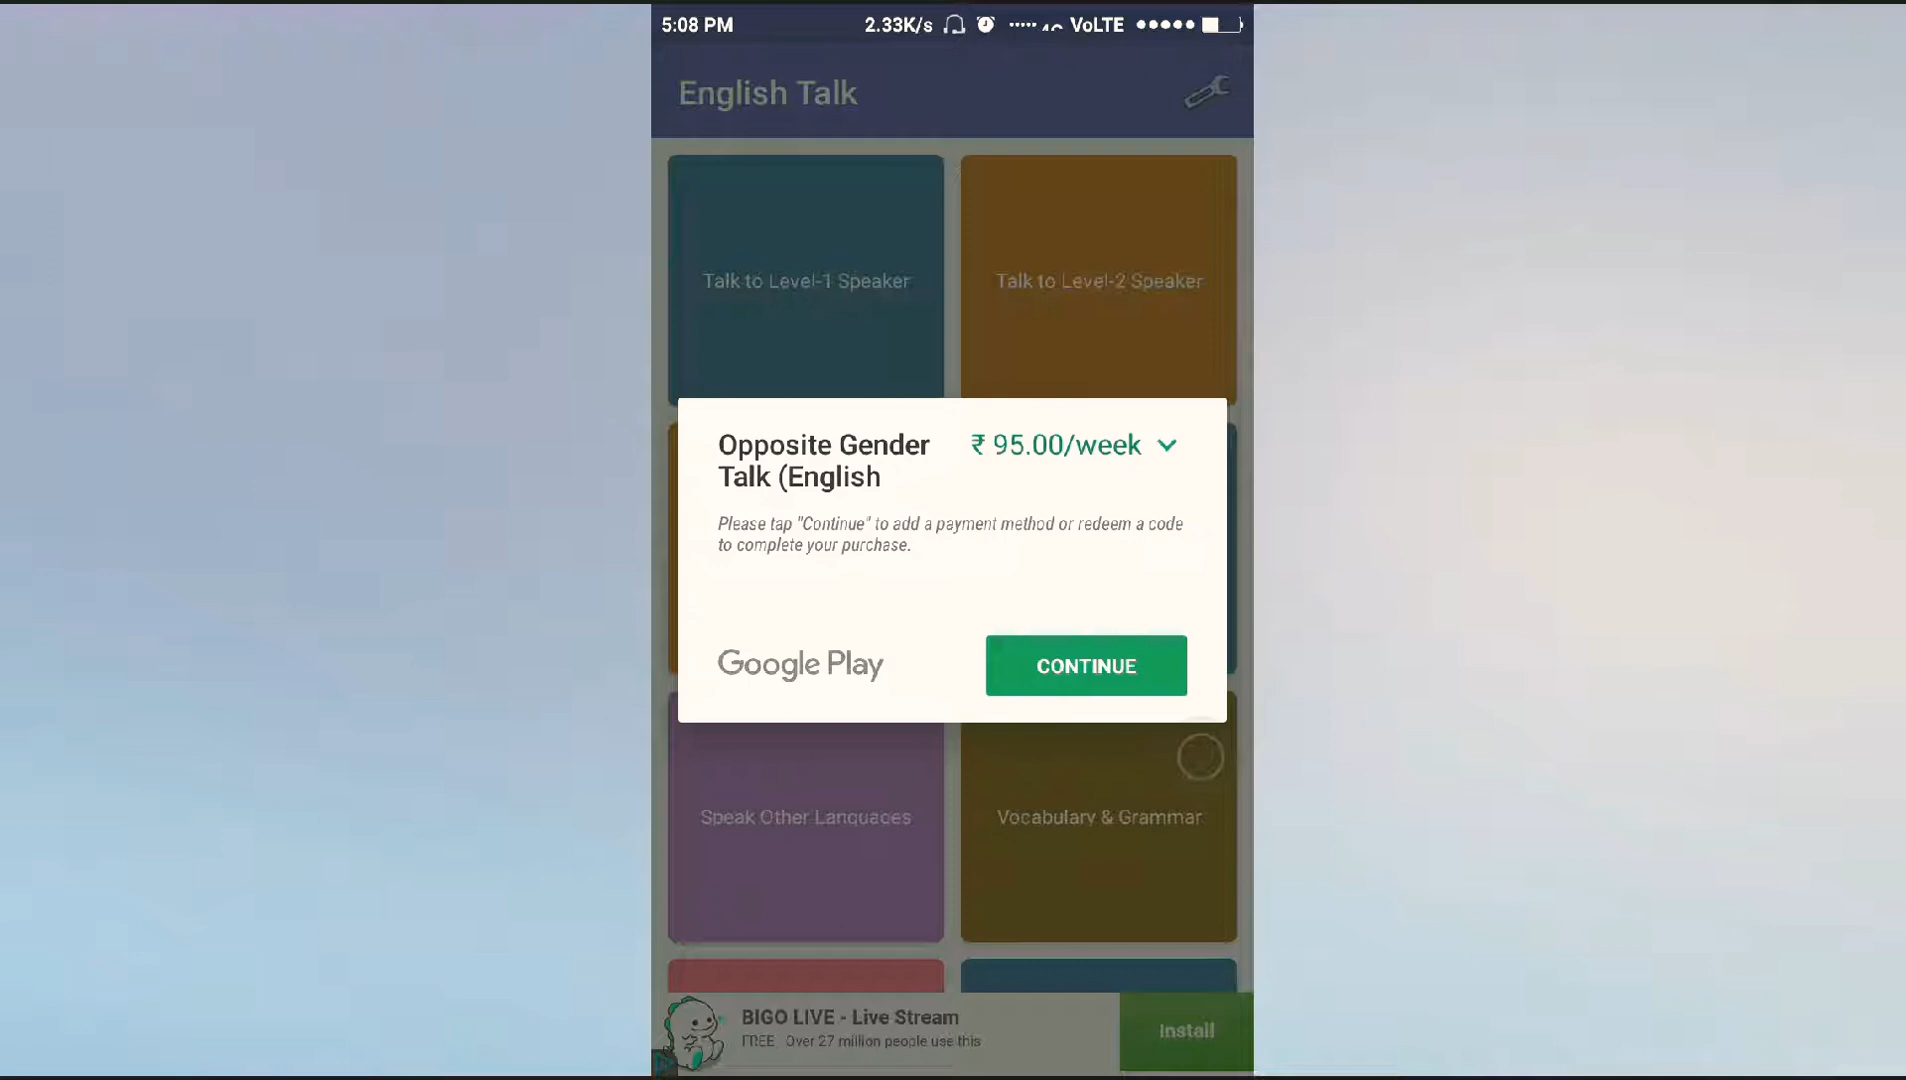 5:08 PM
2.33K/s
VoLTE
English Talk
Talk to Level-1 Speaker
Talk to Level-2 Speaker
Opposite Gender
Talk (English
₹ 95.00/week
Please tap "Continue" to add a payment method or redeem a code
to complete your purchase.
Google Play
CONTINUE
Speak Other Languages
Vocabulary & Grammar
BIGO LIVE - Live Stream
FREE Over 27 million people use this
Install